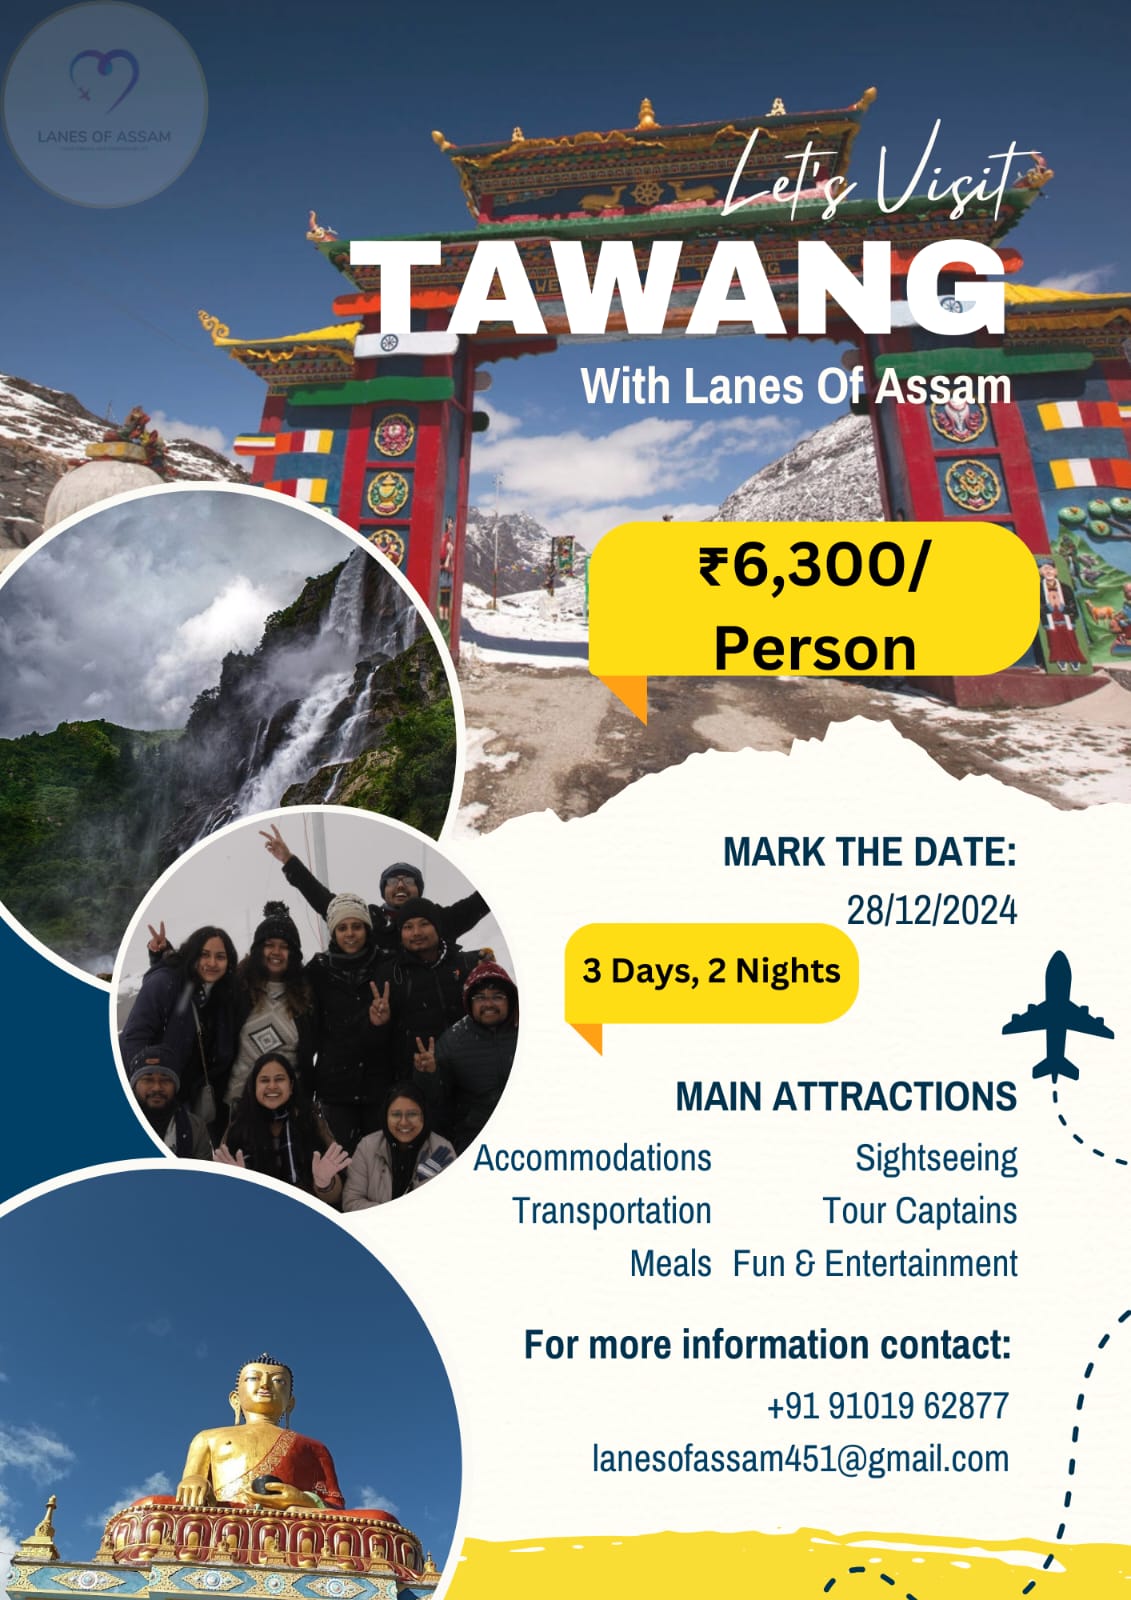 LANES OF ASSAM
Let's Visit
TAWANG
With Lanes Of Assam
₹6,300/
Person
MARK THE DATE:
28/12/2024
3 Days, 2 Nights
MAIN ATTRACTIONS
Accommodations Sightseeing
Transportation Tour Captains
Meals Fun & Entertainment
For more information contact:
+91 91019 62877
lanesofassam451@gmail.com